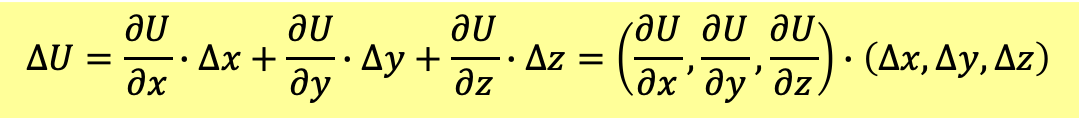 ΔU = ∂U/∂x · Δx + ∂U/∂y · Δy + ∂U/∂z · Δz = (∂U/∂x, ∂U/∂y, ∂U/∂z) · (Δx, Δy, Δz)